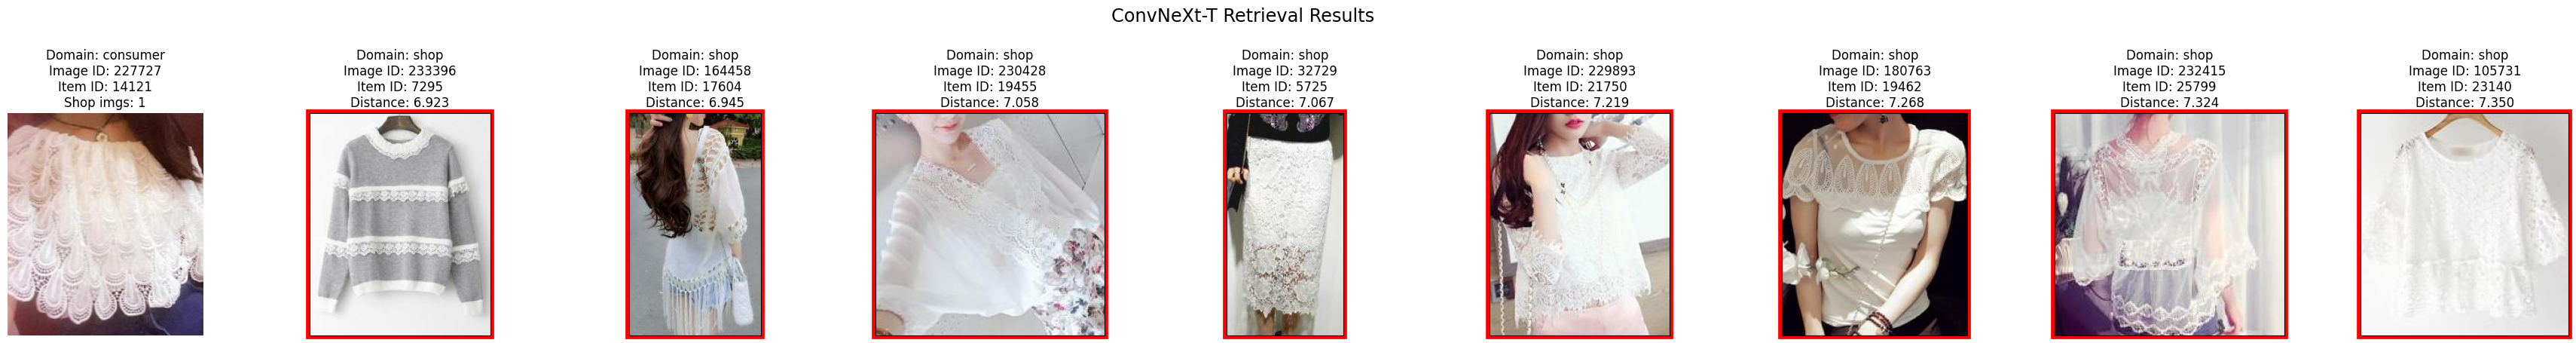 ConvNeXt-T Retrieval Results
Domain: consumer
Image ID: 227727
Item ID: 14121
Shop imgs: 1
Domain: shop
Image ID: 233396
Item ID: 7295
Distance: 6.923
Domain: shop
Image ID: 164458
Item ID: 17604
Distance: 6.945
Domain: shop
Image ID: 230428
Item ID: 19455
Distance: 7.058
Domain: shop
Image ID: 32729
Item ID: 5725
Distance: 7.067
Domain: shop
Image ID: 229893
Item ID: 21750
Distance: 7.219
Domain: shop
Image ID: 180763
Item ID: 19462
Distance: 7.268
Domain: shop
Image ID: 232415
Item ID: 25799
Distance: 7.324
Domain: shop
Image ID: 105731
Item ID: 23140
Distance: 7.350